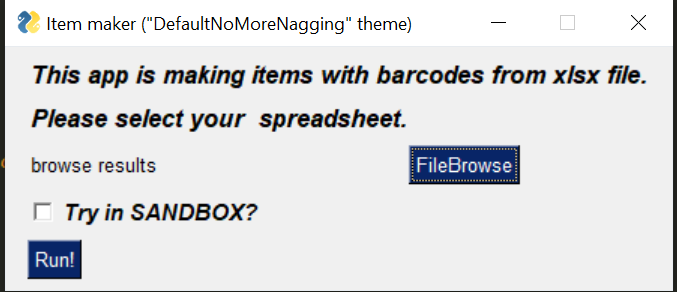 Item maker ("DefaultNoMoreNagging" theme)
This app is making items with barcodes from xlsx file.
Please select your  spreadsheet.
browse results FileBrowse
Try in SANDBOX?
Run!